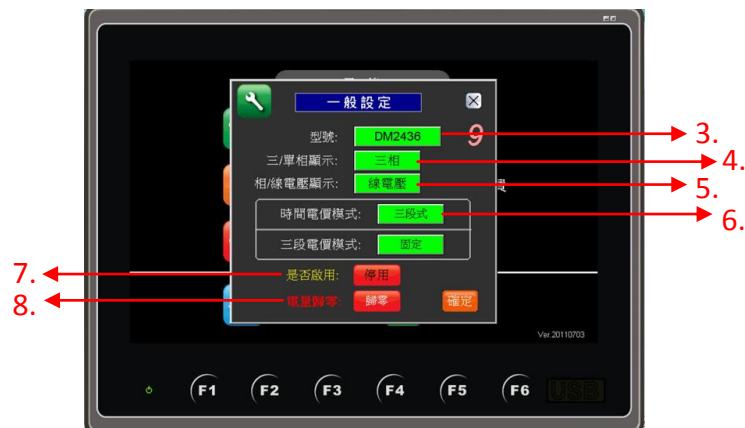 一般設定
型號: DM2436 9 3.
三/單相顯示: 三相 4.
相/線電壓顯示: 線電壓 5.
時間電價模式: 三段式 6.
三段電價模式: 固定
7. 是否啟用: 停用
8. 電量歸零: 歸零 確定
Ver.20110703
F1 F2 F3 F4 F5 F6 USB